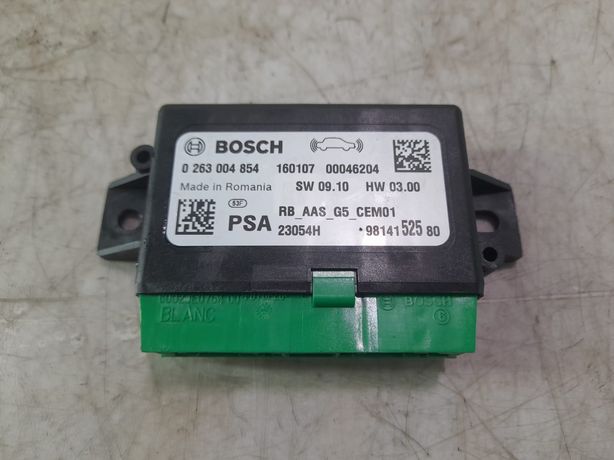 BOSCH
0 263 004 854 160107 00046204
Made in Romania SW 09.10 HW 03.00
53F RB_AAS_G5_CEM01
PSA 23054H •98141 525 80
BLANC BOSCH